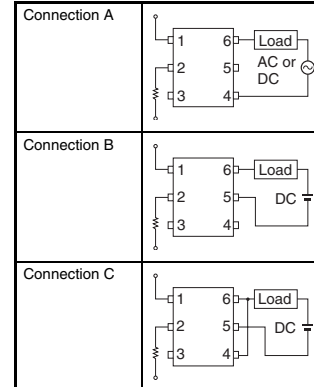 Connection A
1 6 Load
2 5 AC or
DC
3 4
Connection B
1 6 Load
2 5 DC
3 4
Connection C
1 6 Load
2 5 DC
3 4